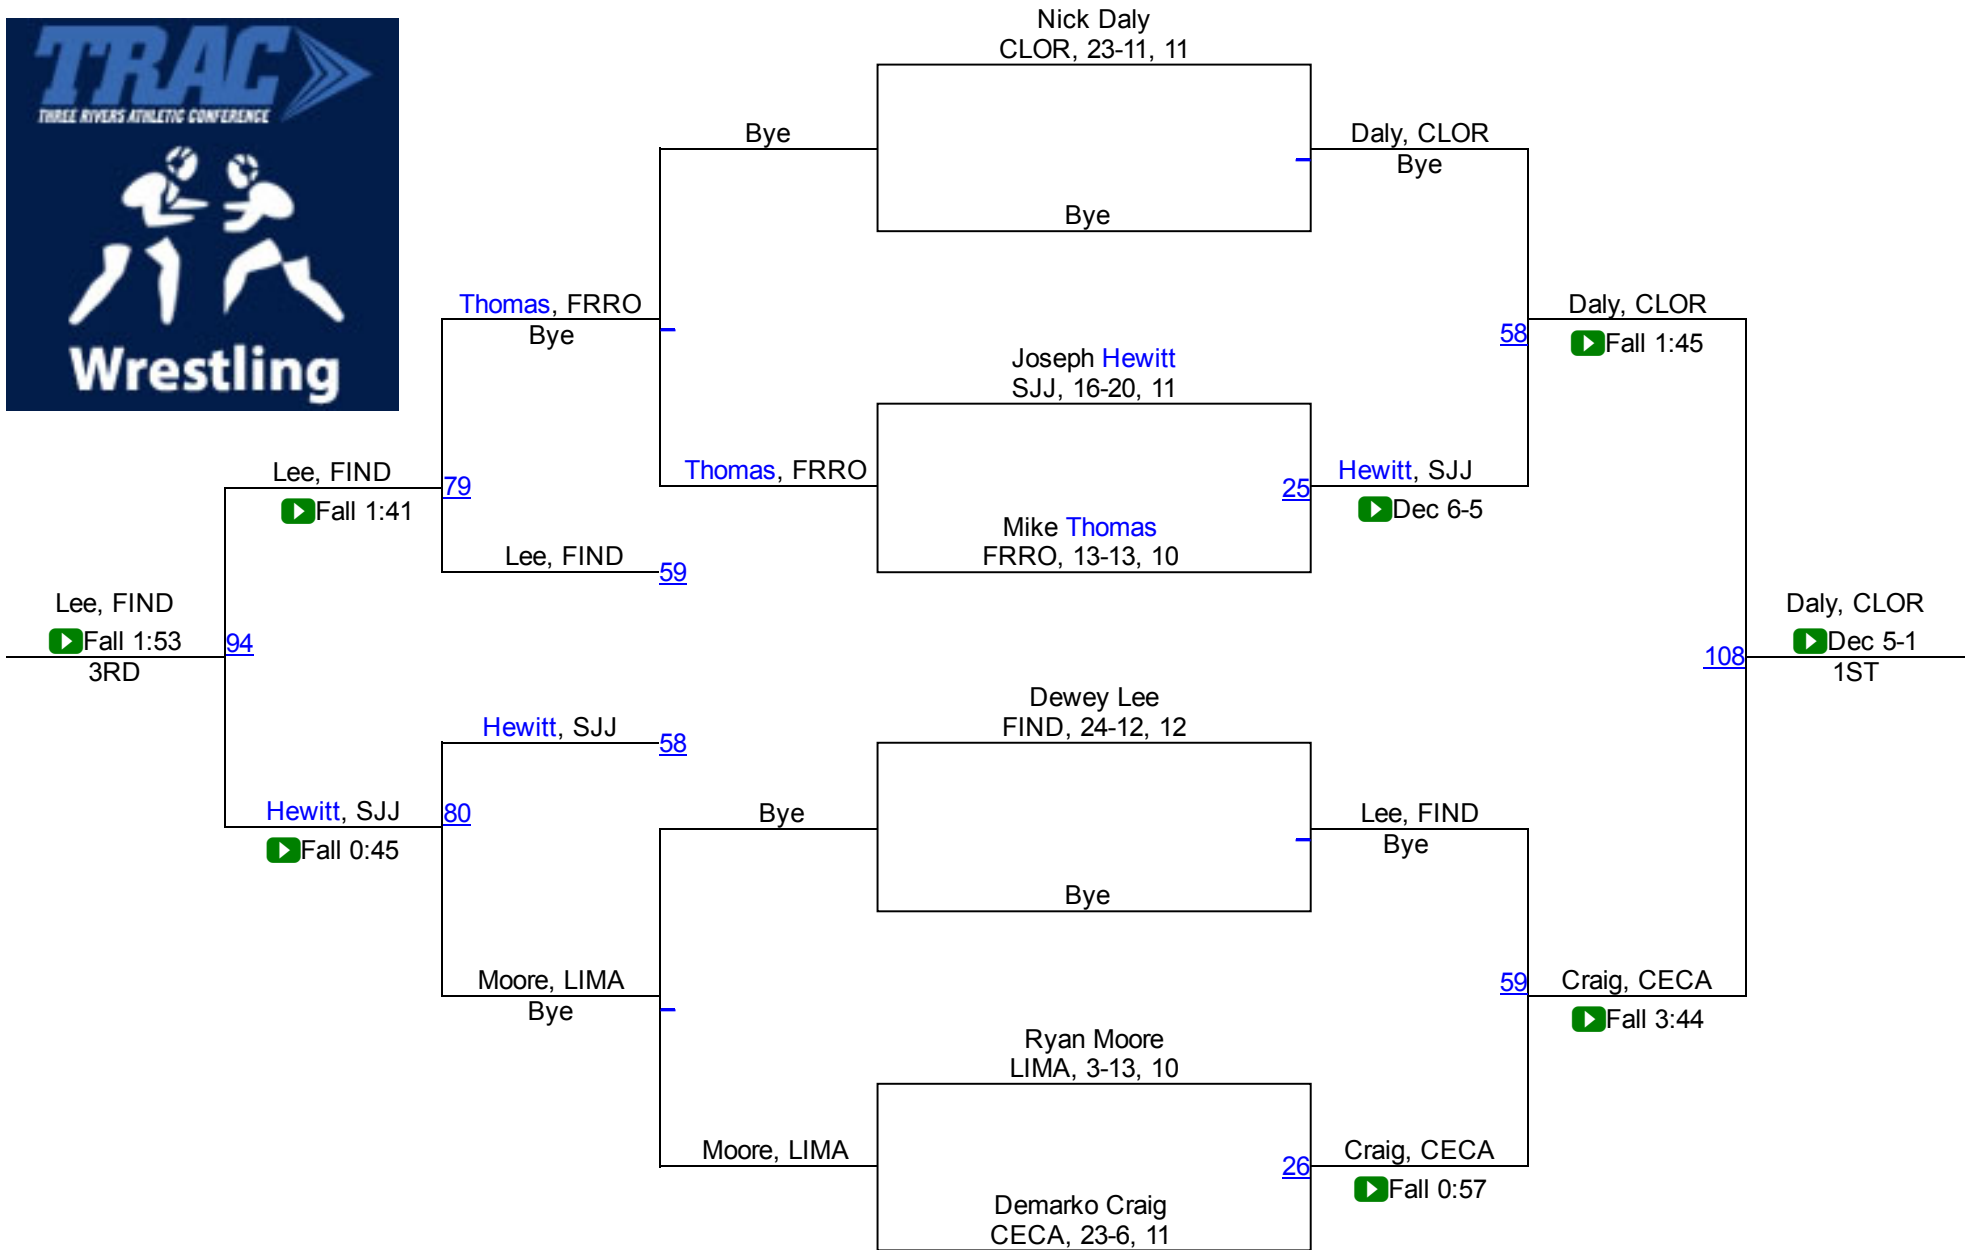 TRAC
THREE RIVERS ATHLETIC CONFERENCE
Wrestling
Nick Daly
CLOR, 23-11, 11
Bye
Daly, CLOR
Bye
Bye
Thomas, FRRO
Bye
Daly, CLOR
58
Fall 1:45
Joseph Hewitt
SJJ, 16-20, 11
Lee, FIND
79
Fall 1:41
Thomas, FRRO
25
Hewitt, SJJ
Dec 6-5
Mike Thomas
FRRO, 13-13, 10
Lee, FIND
59
Lee, FIND
Fall 1:53
94
3RD
Daly, CLOR
108
Dec 5-1
1ST
Dewey Lee
FIND, 24-12, 12
Hewitt, SJJ
58
Hewitt, SJJ
80
Fall 0:45
Bye
Lee, FIND
Bye
Bye
Moore, LIMA
Bye
59
Craig, CECA
Fall 3:44
Ryan Moore
LIMA, 3-13, 10
Moore, LIMA
26
Craig, CECA
Fall 0:57
Demarko Craig
CECA, 23-6, 11